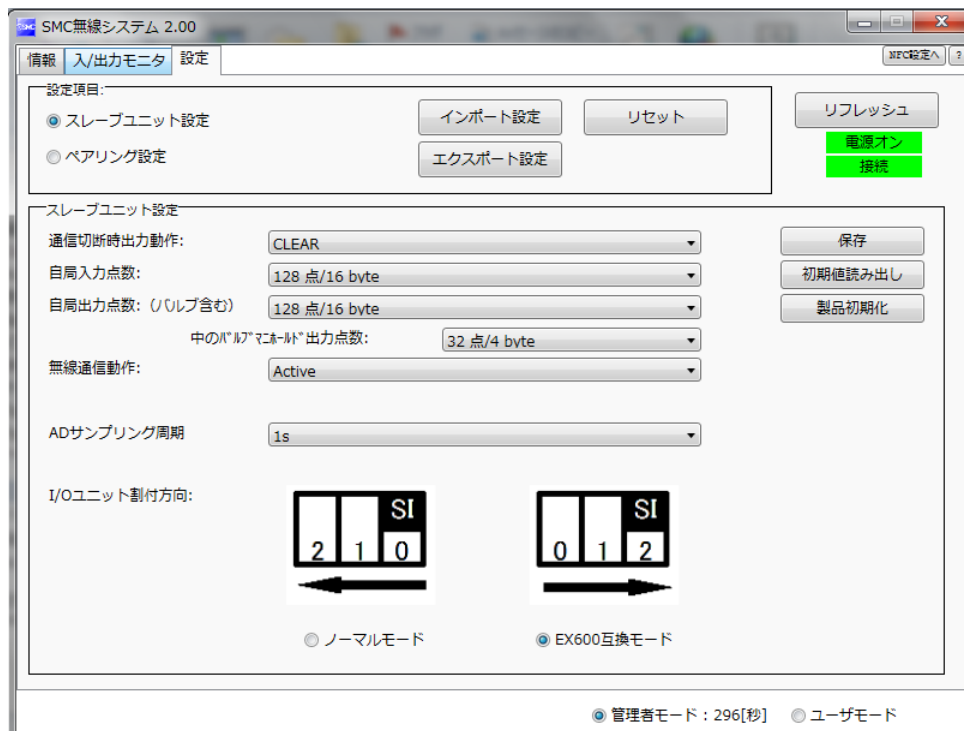 SMC無線システム 2.00
情報 入/出力モニタ 設定 NFC設定へ ?
設定項目:
スレーブユニット設定 インポート設定 リセット リフレッシュ
電源オン
ペアリング設定 エクスポート設定 接続
スレーブユニット設定
通信切断時出力動作: CLEAR 保存
自局入力点数: 128 点/16 byte 初期値読み出し
自局出力点数: (バルブ含む) 128 点/16 byte 製品初期化
中のバルブマニホールド出力点数: 32 点/4 byte
無線通信動作: Active
ADサンプリング周期 1s
I/Oユニット割付方向:
SI SI
2 1 0 0 1 2
ノーマルモード EX600互換モード
管理者モード : 296[秒] ユーザモード